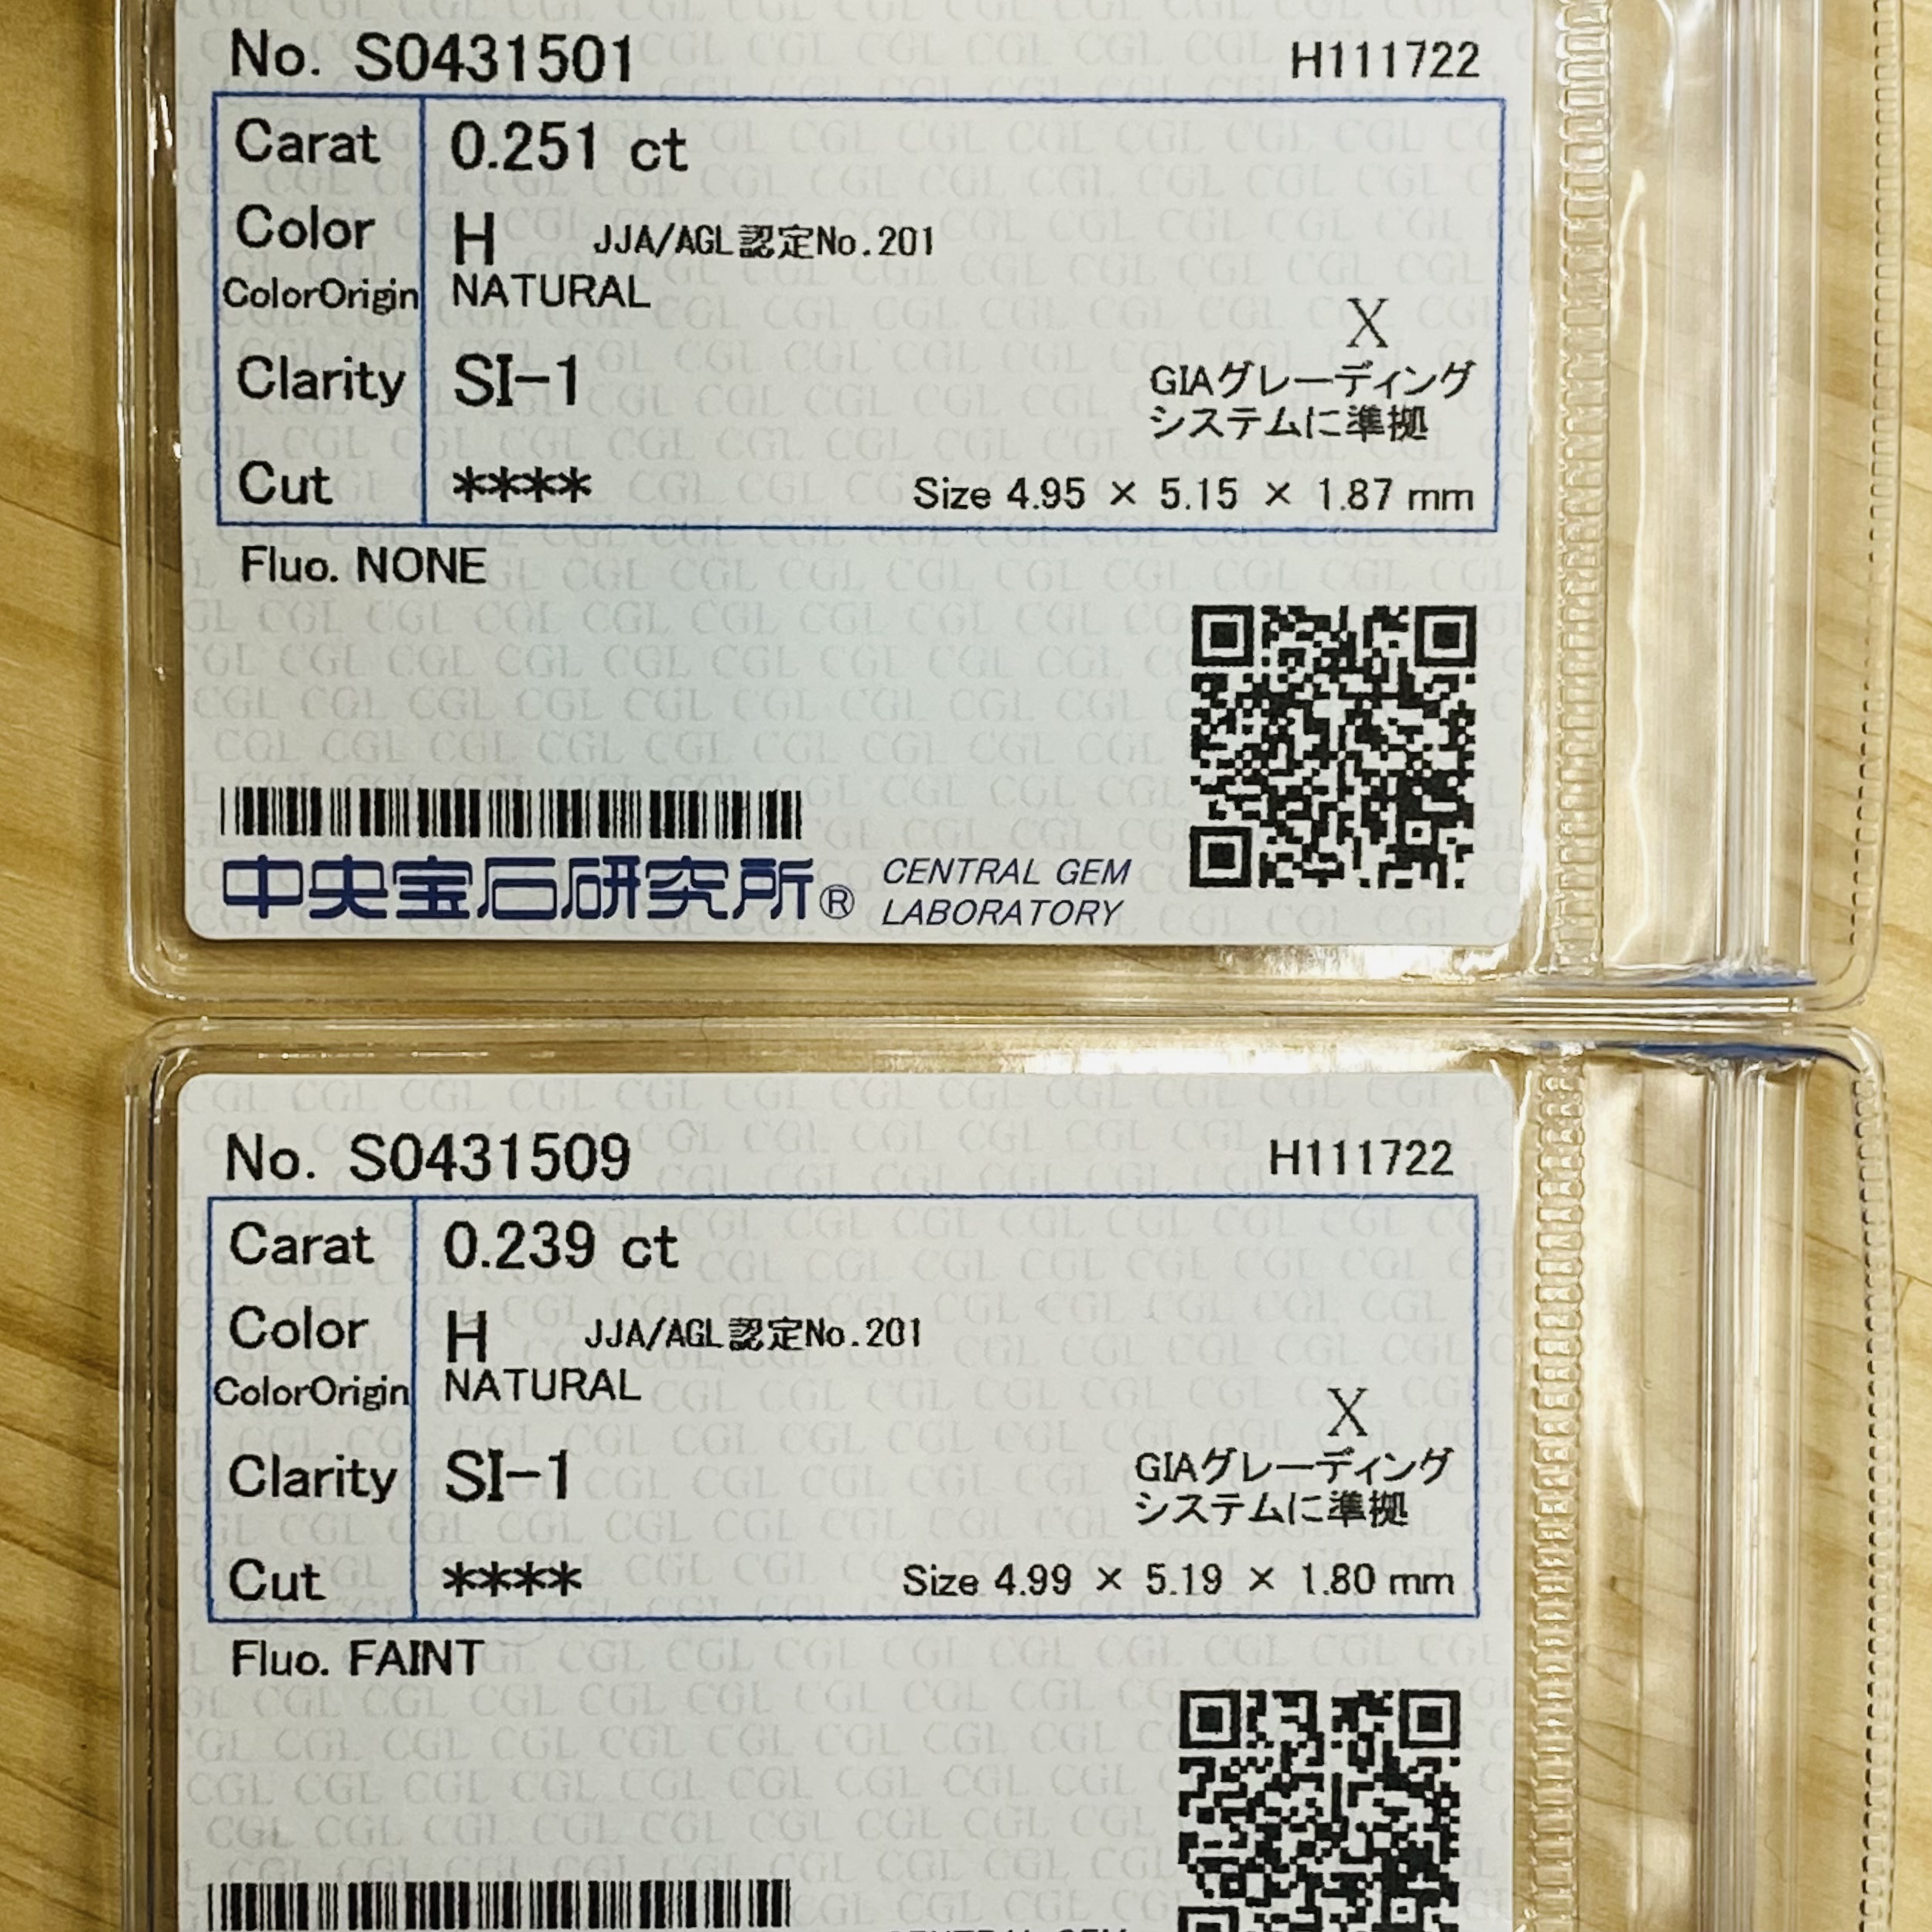 No. S0431501 H111722
Carat 0.251 ct
Color H JJA/AGL認定No.201
ColorOrigin NATURAL
X
Clarity SI-1 GIAグレーディング
システムに準拠
Cut **** Size 4.95 × 5.15 × 1.87 mm
Fluo. NONE
中央宝石研究所® CENTRAL GEM
LABORATORY
No. S0431509 H111722
Carat 0.239 ct
Color H JJA/AGL認定No.201
ColorOrigin NATURAL
X
Clarity SI-1 GIAグレーディング
システムに準拠
Cut **** Size 4.99 × 5.19 × 1.80 mm
Fluo. FAINT